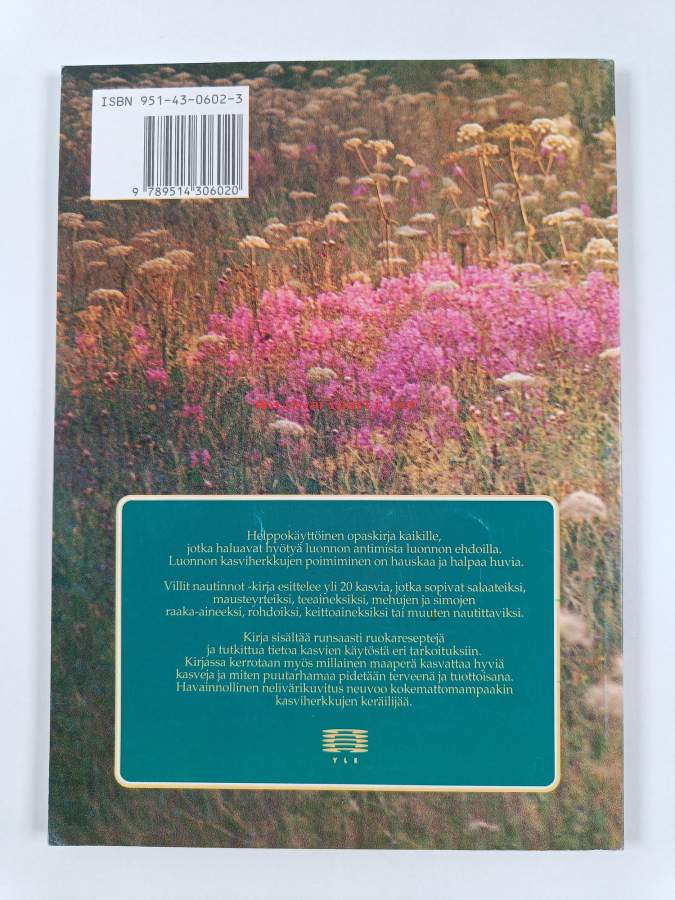 ISBN 951-43-0602-3
9 789514 306020
Helppokäyttöinen opaskirja kaikille,
jotka haluavat hyötyä luonnon antimista luonnon ehdoilla.
Luonnon kasviherkkujen poimiminen on hauskaa ja halpaa huvia.
Villit nautinnot -kirja esittelee yli 20 kasvia, jotka sopivat salaateiksi,
mausteyrteiksi, teeaineksiksi, mehujen ja simojen
raaka-aineeksi, rohdoiksi, keittoaineksiksi tai muuten nautittaviksi.
Kirja sisältää runsaasti ruokareseptejä
ja tutkittua tietoa kasvien käytöstä eri tarkoituksiin.
Kirjassa kerrotaan myös millainen maaperä kasvattaa hyviä
kasveja ja miten puutarhamaa pidetään terveenä ja tuottoisana.
Havainnollinen nelivärikuvitus neuvoo kokemattomampaakin
kasviherkkujen keräilijää.
YLE